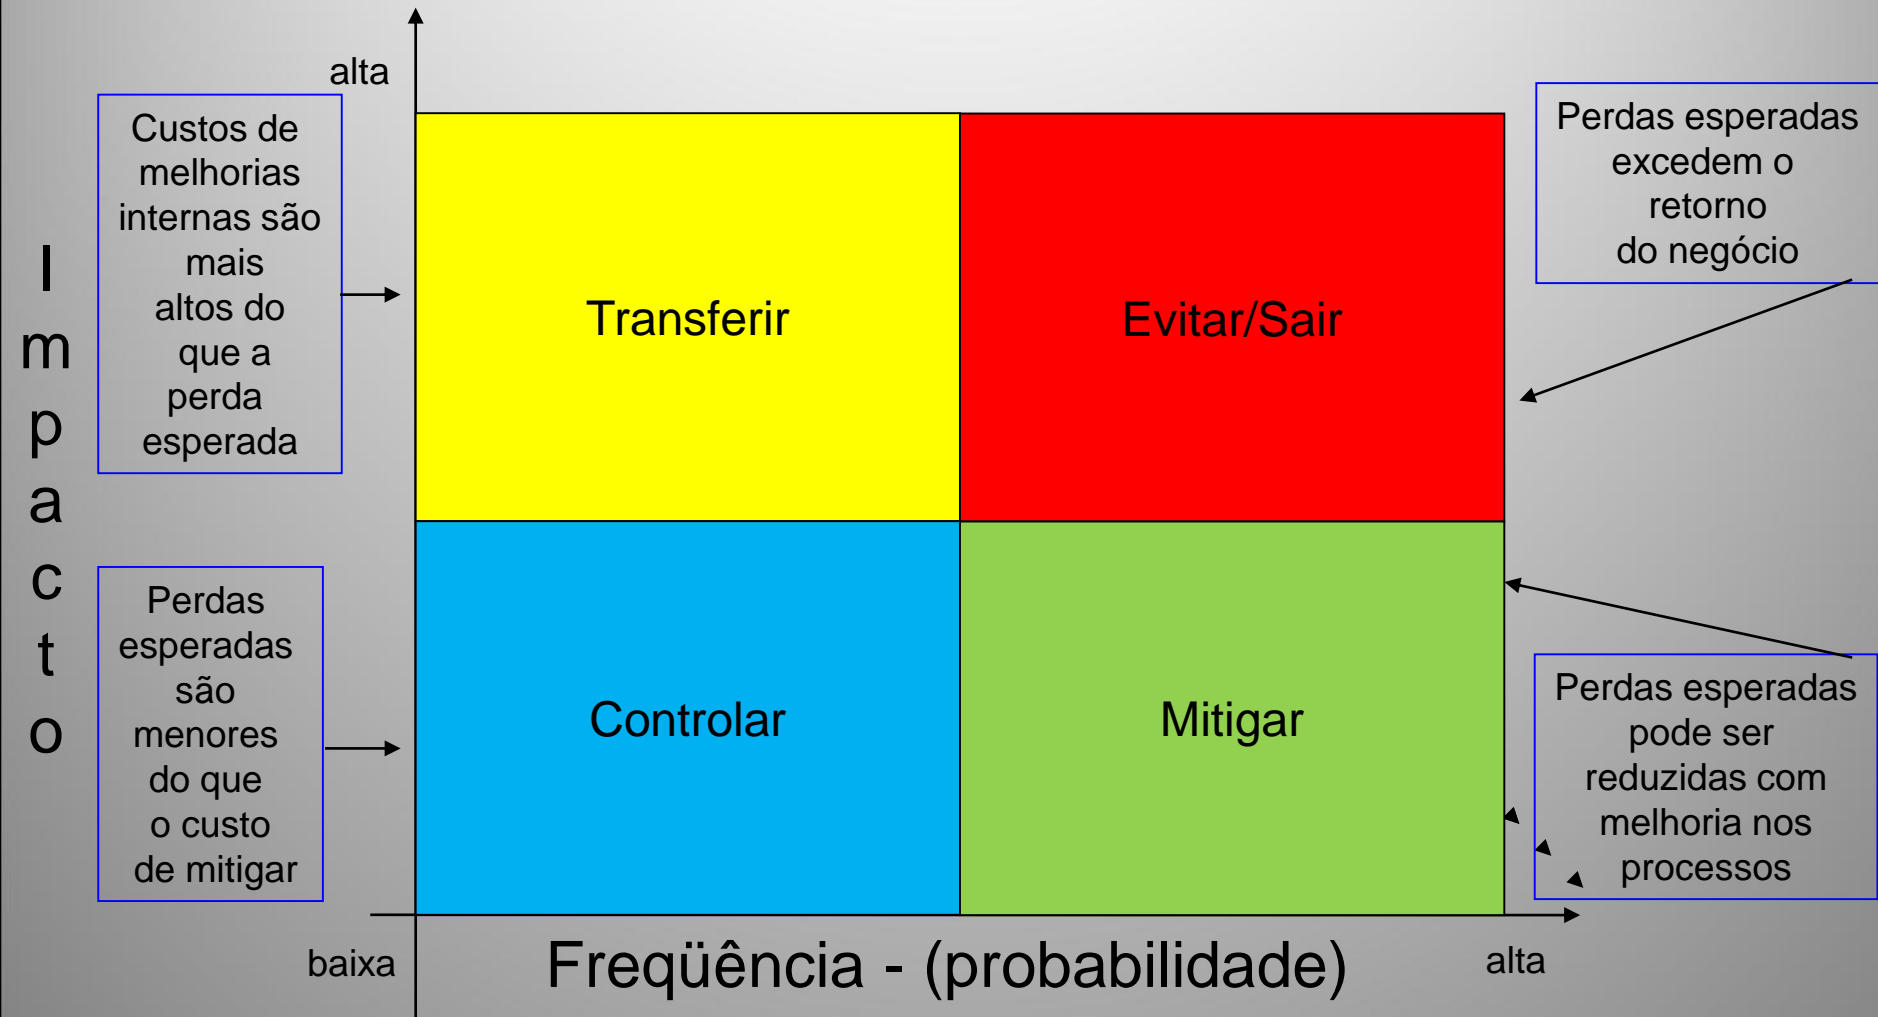 alta
Custos de
melhorias
internas são
mais
altos do
que a
perda
esperada
Perdas esperadas
excedem o
retorno
do negócio
Transferir
Evitar/Sair
Impacto
Perdas
esperadas
são
menores
do que
o custo
de mitigar
Controlar
Mitigar
Perdas esperadas
pode ser
reduzidas com
melhoria nos
processos
baixa
Freqüência - (probabilidade)
alta